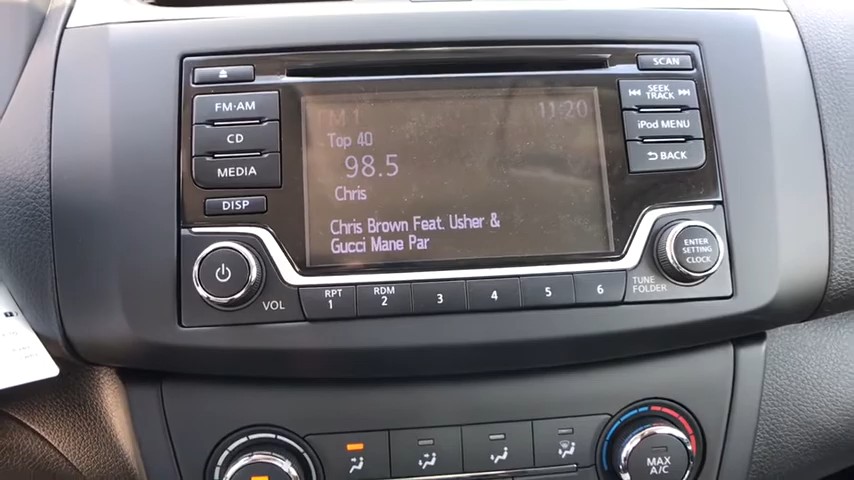 SCAN
FM·AM
SEEK
TRACK
FM 1
11:20
CD
Top 40
iPod MENU
98.5
MEDIA
BACK
Chris
DISP
Chris Brown Feat. Usher &
Gucci Mane Par
ENTER
SETTING
CLOCK
VOL
RPT
1
RDM
2
3
4
5
6
TUNE
FOLDER
MAX
A/C